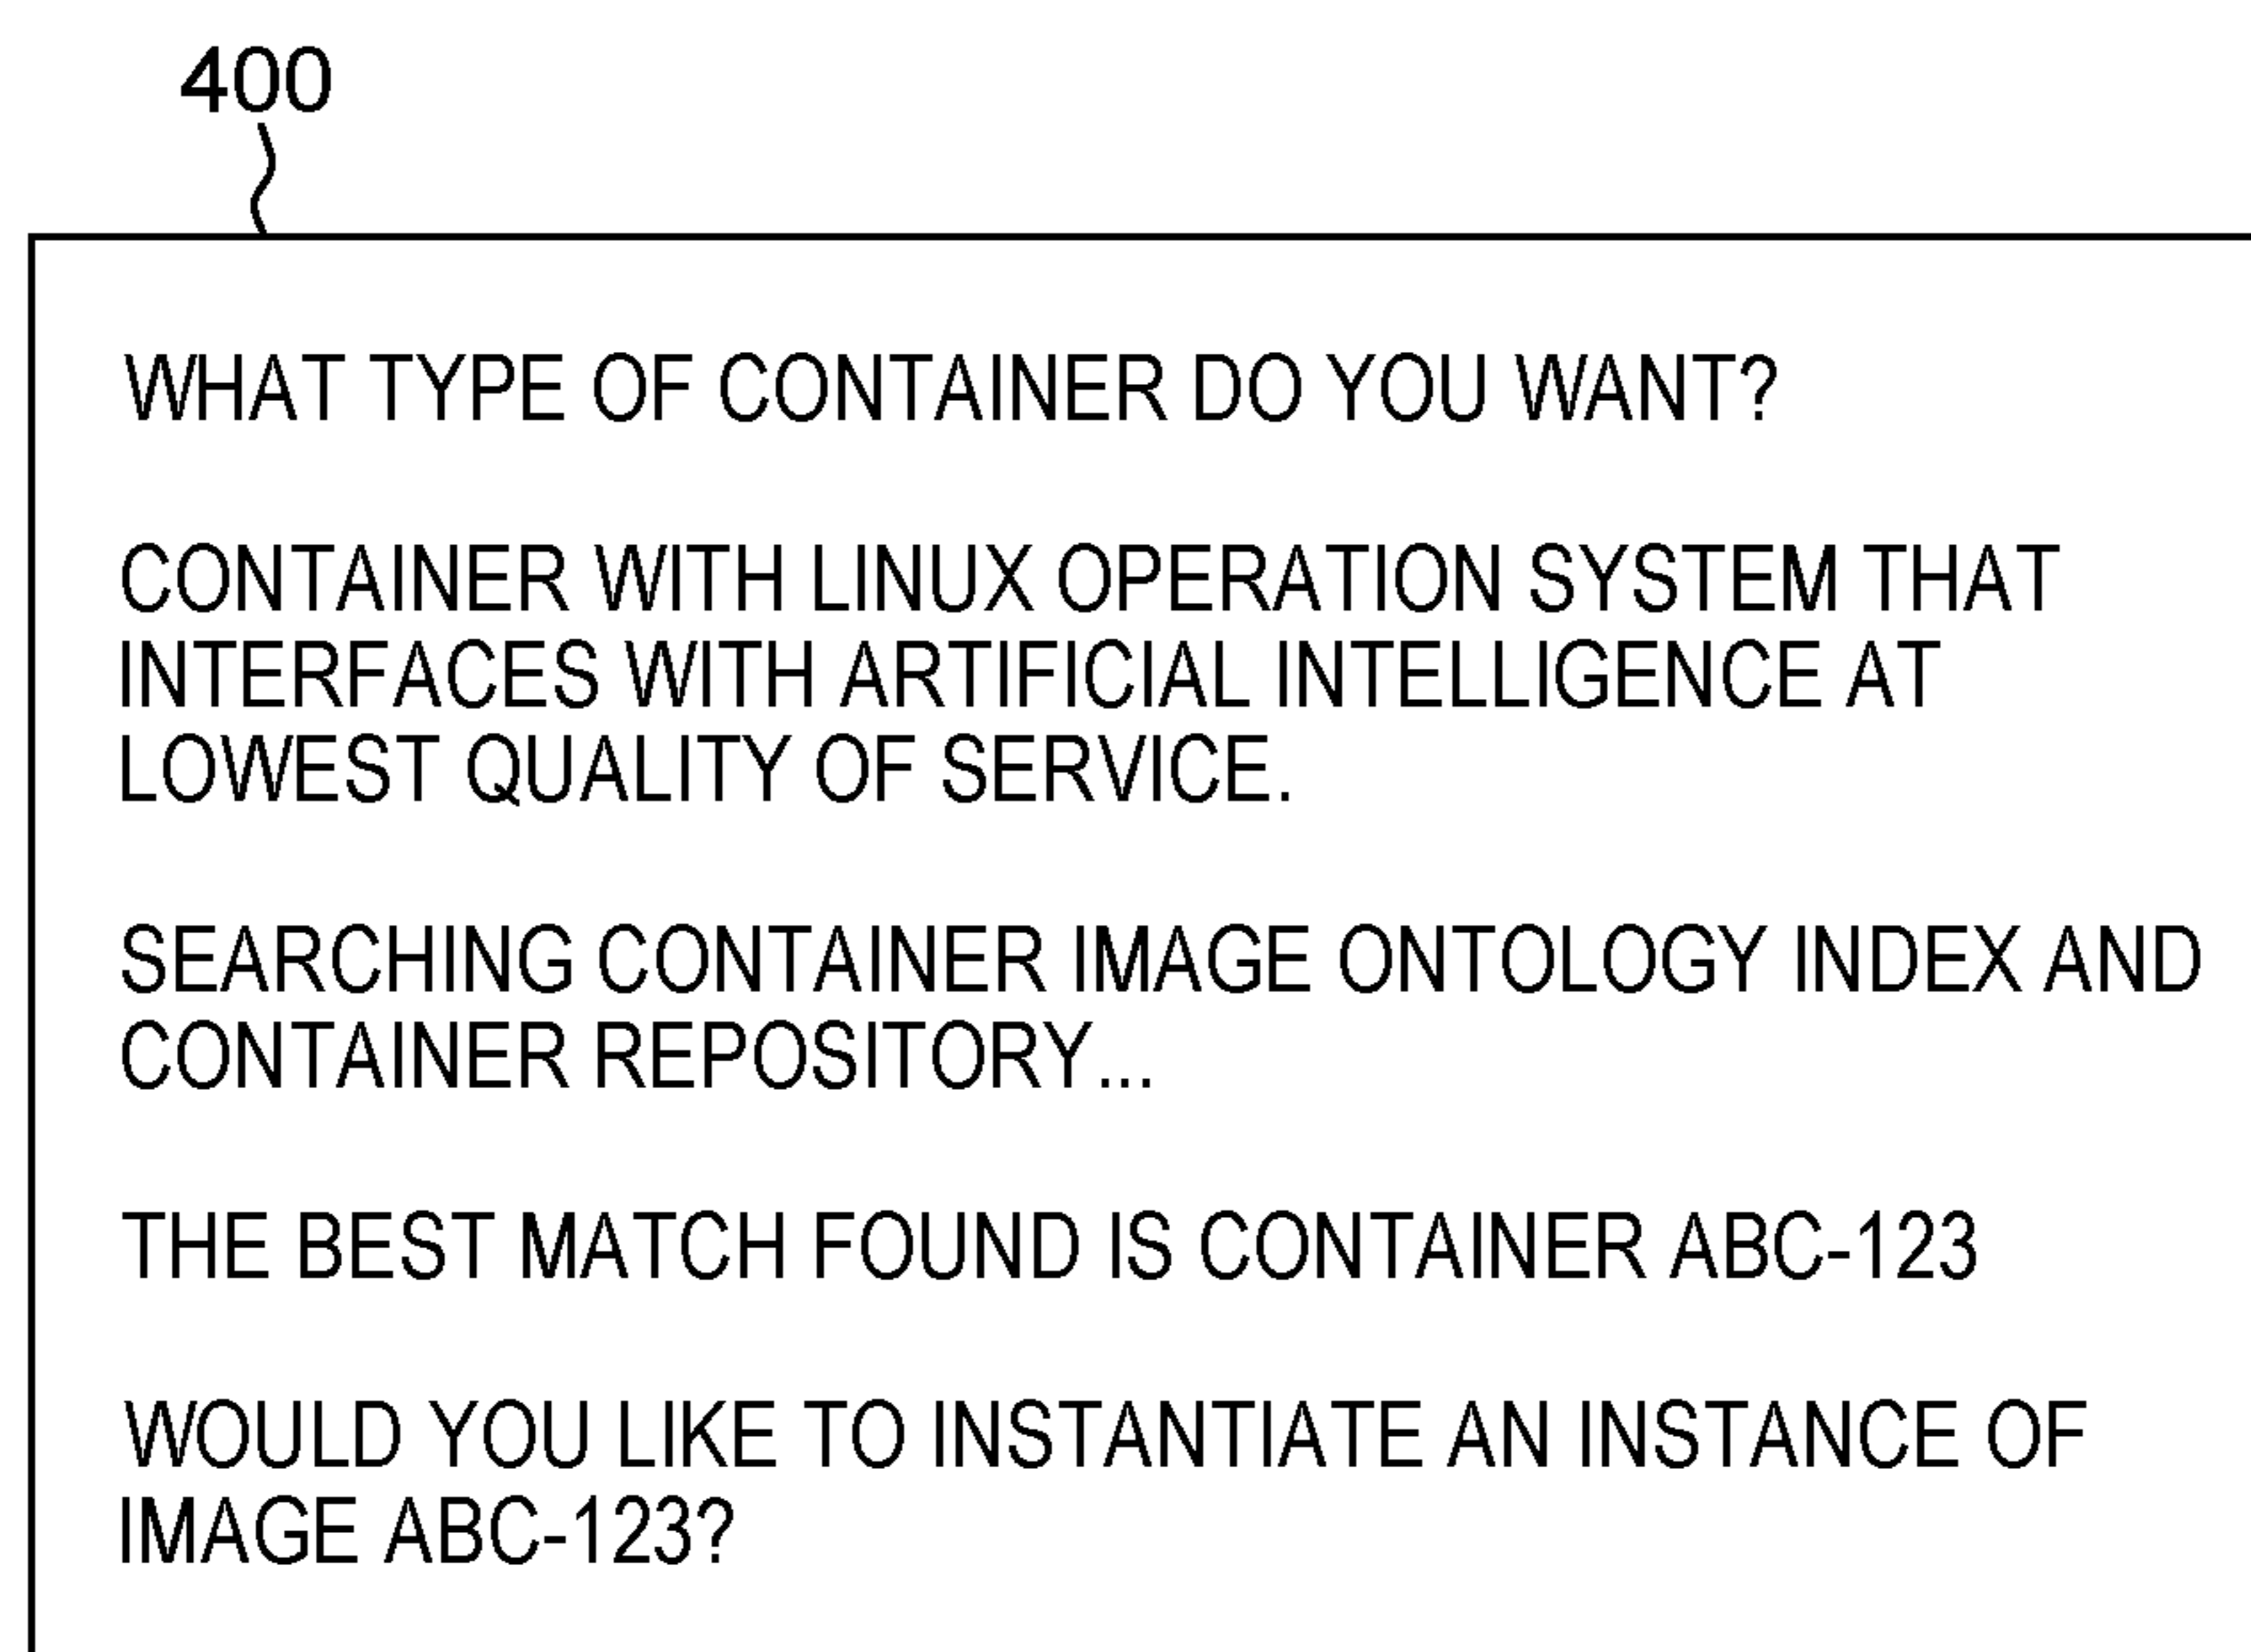 400
WHAT TYPE OF CONTAINER DO YOU WANT?
CONTAINER WITH LINUX OPERATION SYSTEM THAT
INTERFACES WITH ARTIFICIAL INTELLIGENCE AT
LOWEST QUALITY OF SERVICE.
SEARCHING CONTAINER IMAGE ONTOLOGY INDEX AND
CONTAINER REPOSITORY...
THE BEST MATCH FOUND IS CONTAINER ABC-123
WOULD YOU LIKE TO INSTANTIATE AN INSTANCE OF
IMAGE ABC-123?